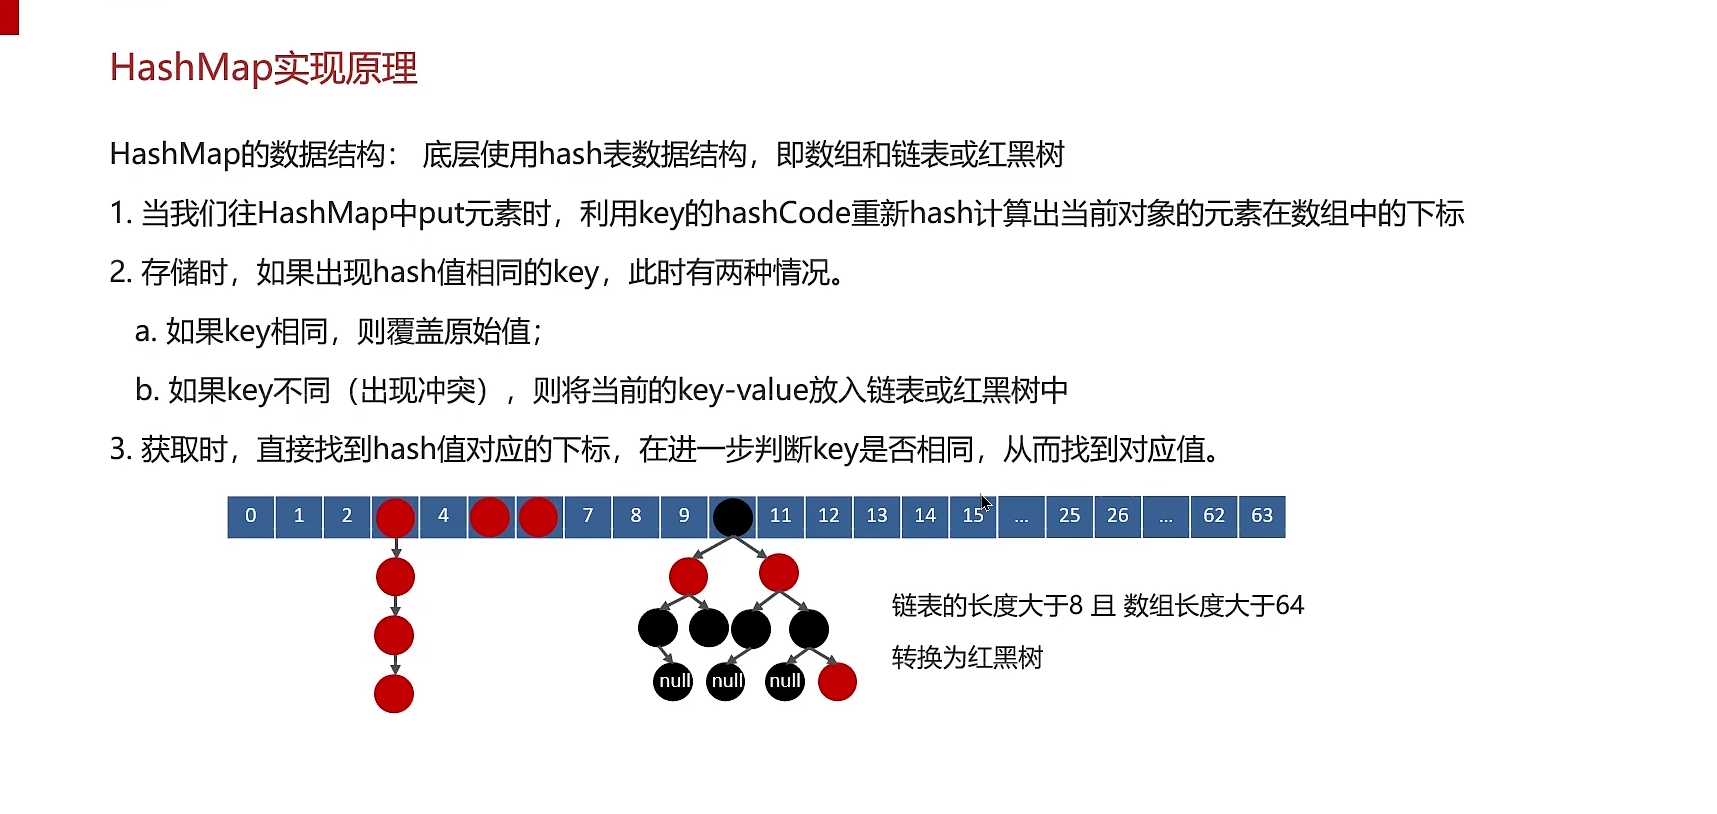 HashMap实现原理
HashMap的数据结构： 底层使用hash表数据结构，即数组和链表或红黑树
1. 当我们往HashMap中put元素时，利用key的hashCode重新hash计算出当前对象的元素在数组中的下标
2. 存储时，如果出现hash值相同的key，此时有两种情况。
a. 如果key相同，则覆盖原始值；
b. 如果key不同（出现冲突），则将当前的key-value放入链表或红黑树中
3. 获取时，直接找到hash值对应的下标，在进一步判断key是否相同，从而找到对应值。
0 1 2 4 7 8 9 11 12 13 14 15 ... 25 26 ... 62 63
链表的长度大于8 且 数组长度大于64
转换为红黑树
null null null